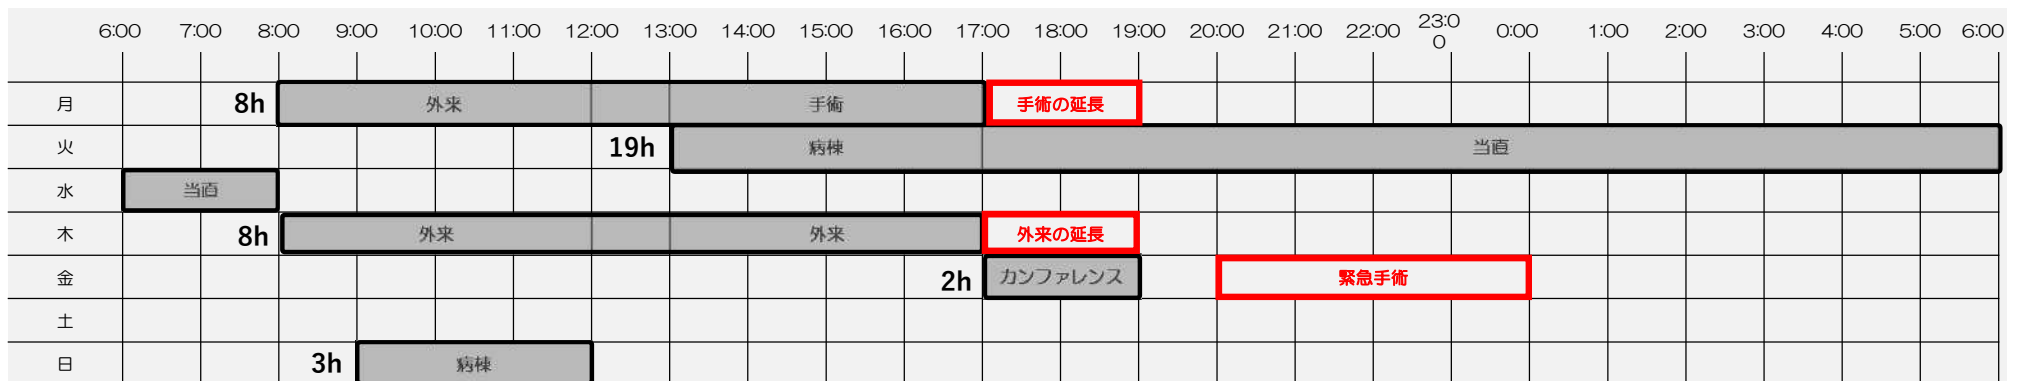 6:00 7:00 8:00 9:00 10:00 11:00 12:00 13:00 14:00 15:00 16:00 17:00 18:00 19:00 20:00 21:00 22:00 23:0
0 0:00 1:00 2:00 3:00 4:00 5:00 6:00
月 8h 外来 手術 手術の延長
火 19h 病棟 当直
水 当直
木 8h 外来 外来 外来の延長
金 2h カンファレンス 緊急手術
土
日 3h 病棟